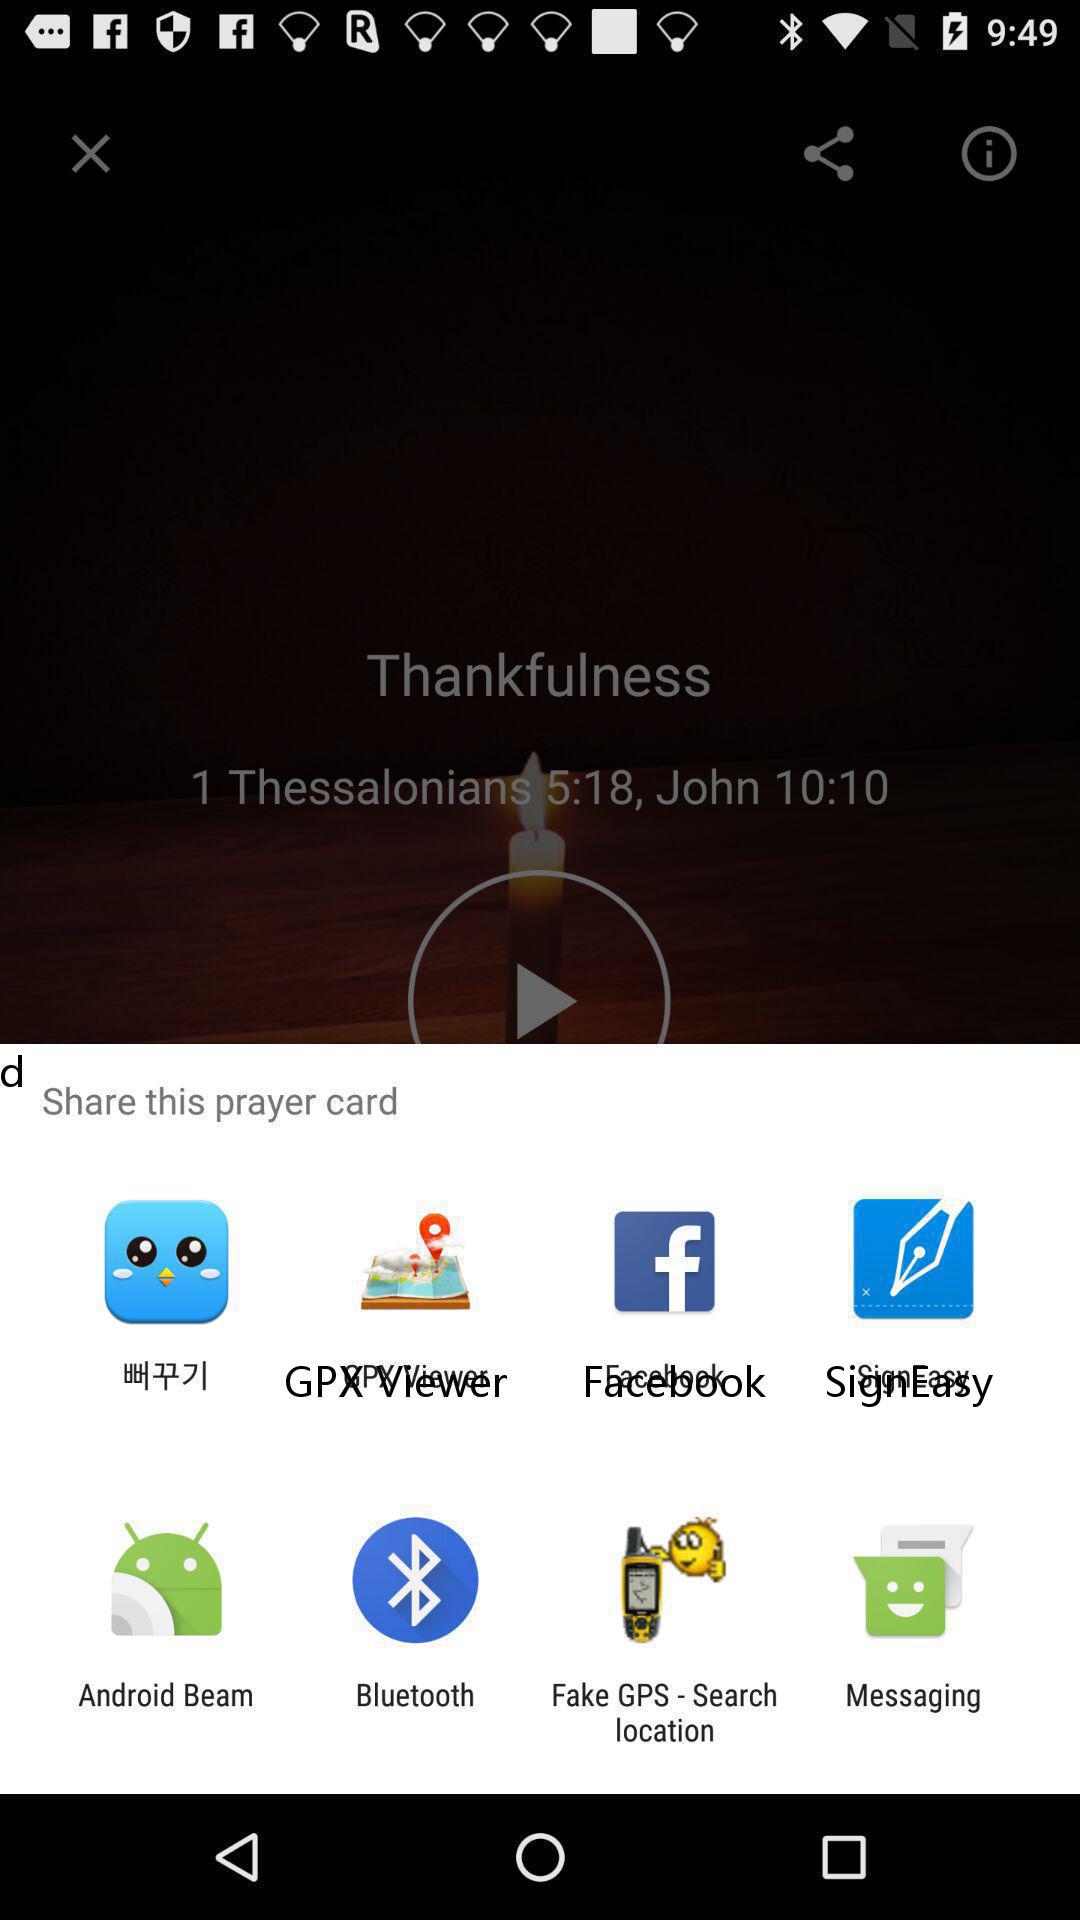 9:49
Thankfulness
1 Thessalonians 5:18, John 10:10
d
Share this prayer card
뻐꾸기
GPX Viewer
GPX Viewer
Facebook
Facebook
SignEasy
SignEasy
Android Beam
Bluetooth
Fake GPS - Search
location
Messaging